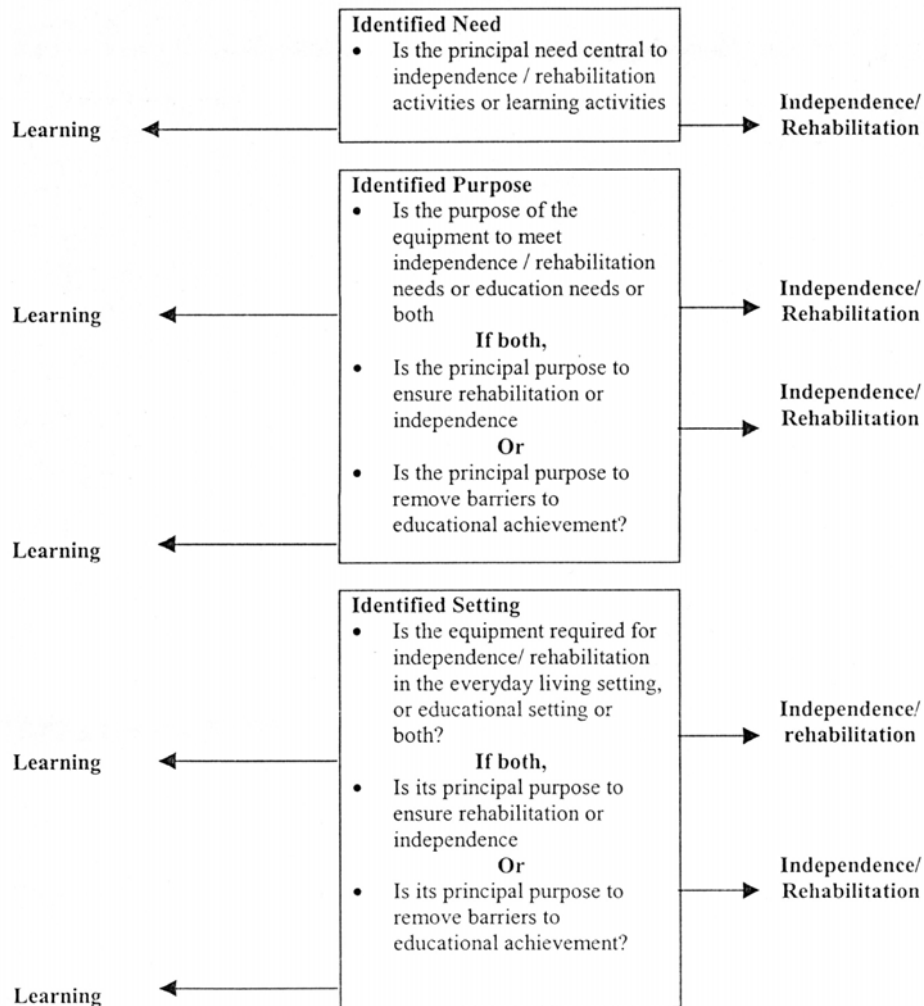 Identified Need
• Is the principal need central to
independence / rehabilitation
activities or learning activities
Learning
Independence/
Rehabilitation
Identified Purpose
• Is the purpose of the
equipment to meet
independence / rehabilitation
needs or education needs or
both
Learning
Independence/
Rehabilitation
If both,
• Is the principal purpose to
ensure rehabilitation or
independence
Independence/
Rehabilitation
Or
• Is the principal purpose to
remove barriers to
educational achievement?
Learning
Identified Setting
• Is the equipment required for
independence/ rehabilitation
in the everyday living setting,
or educational setting or
both?
Learning
Independence/
rehabilitation
If both,
• Is its principal purpose to
ensure rehabilitation or
independence
Or
• Is its principal purpose to
remove barriers to
educational achievement?
Independence/
Rehabilitation
Learning